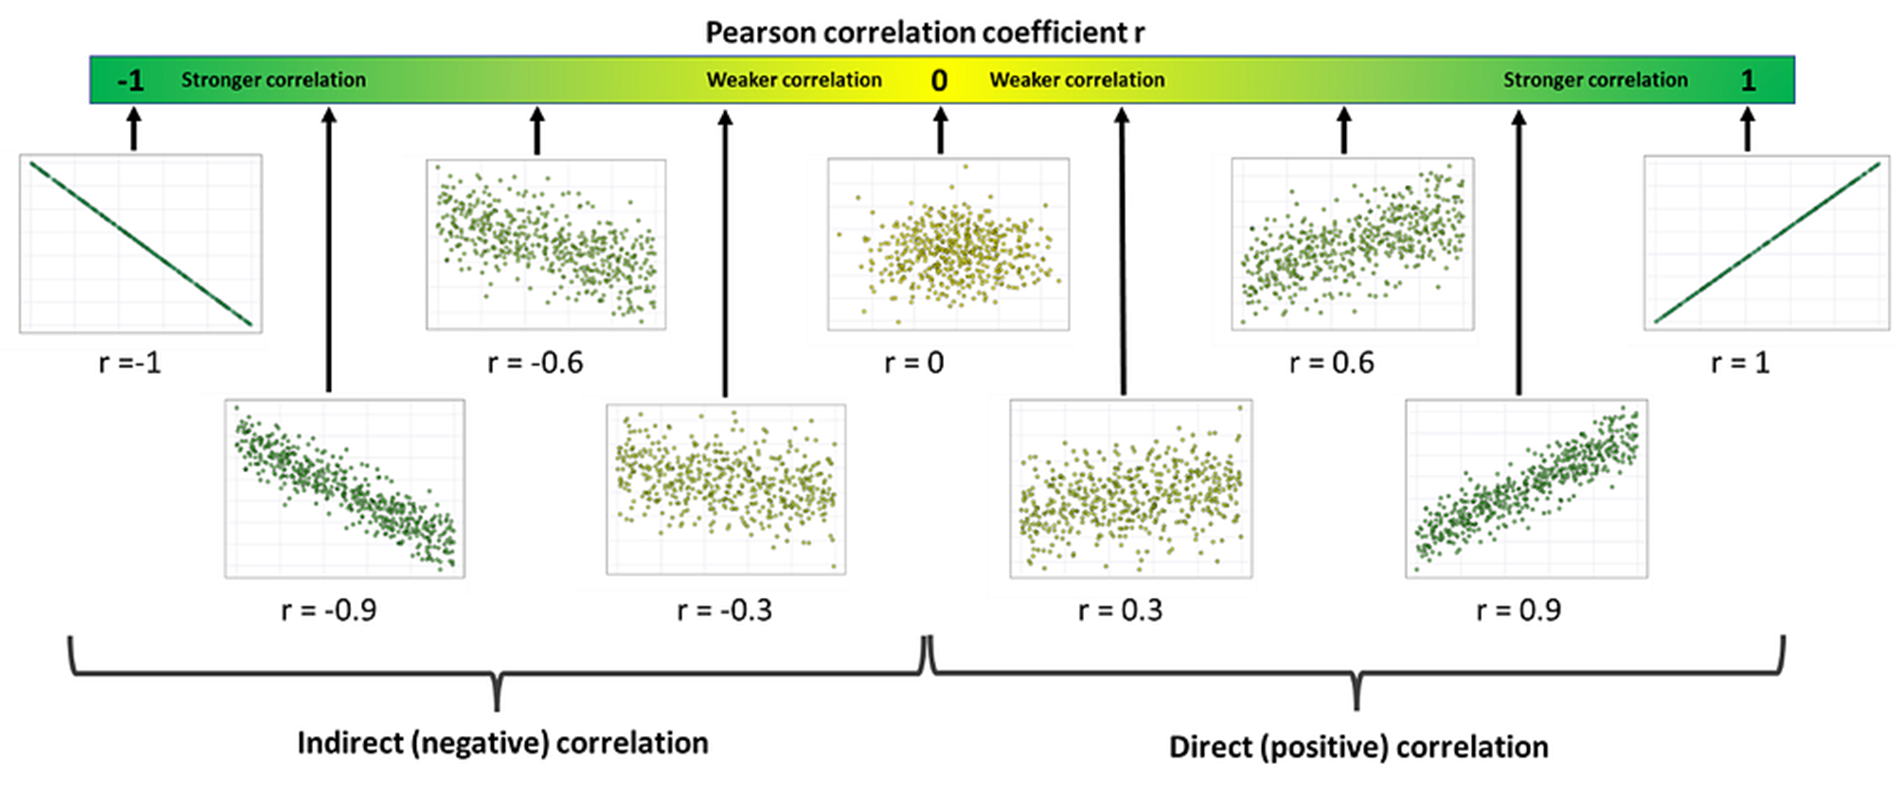 Pearson correlation coefficient r
-1 Stronger correlation Weaker correlation 0 Weaker correlation Stronger correlation 1
r =-1
r = -0.6
r = 0
r = 0.6
r = 1
r = -0.9
r = -0.3
r = 0.3
r = 0.9
Indirect (negative) correlation
Direct (positive) correlation